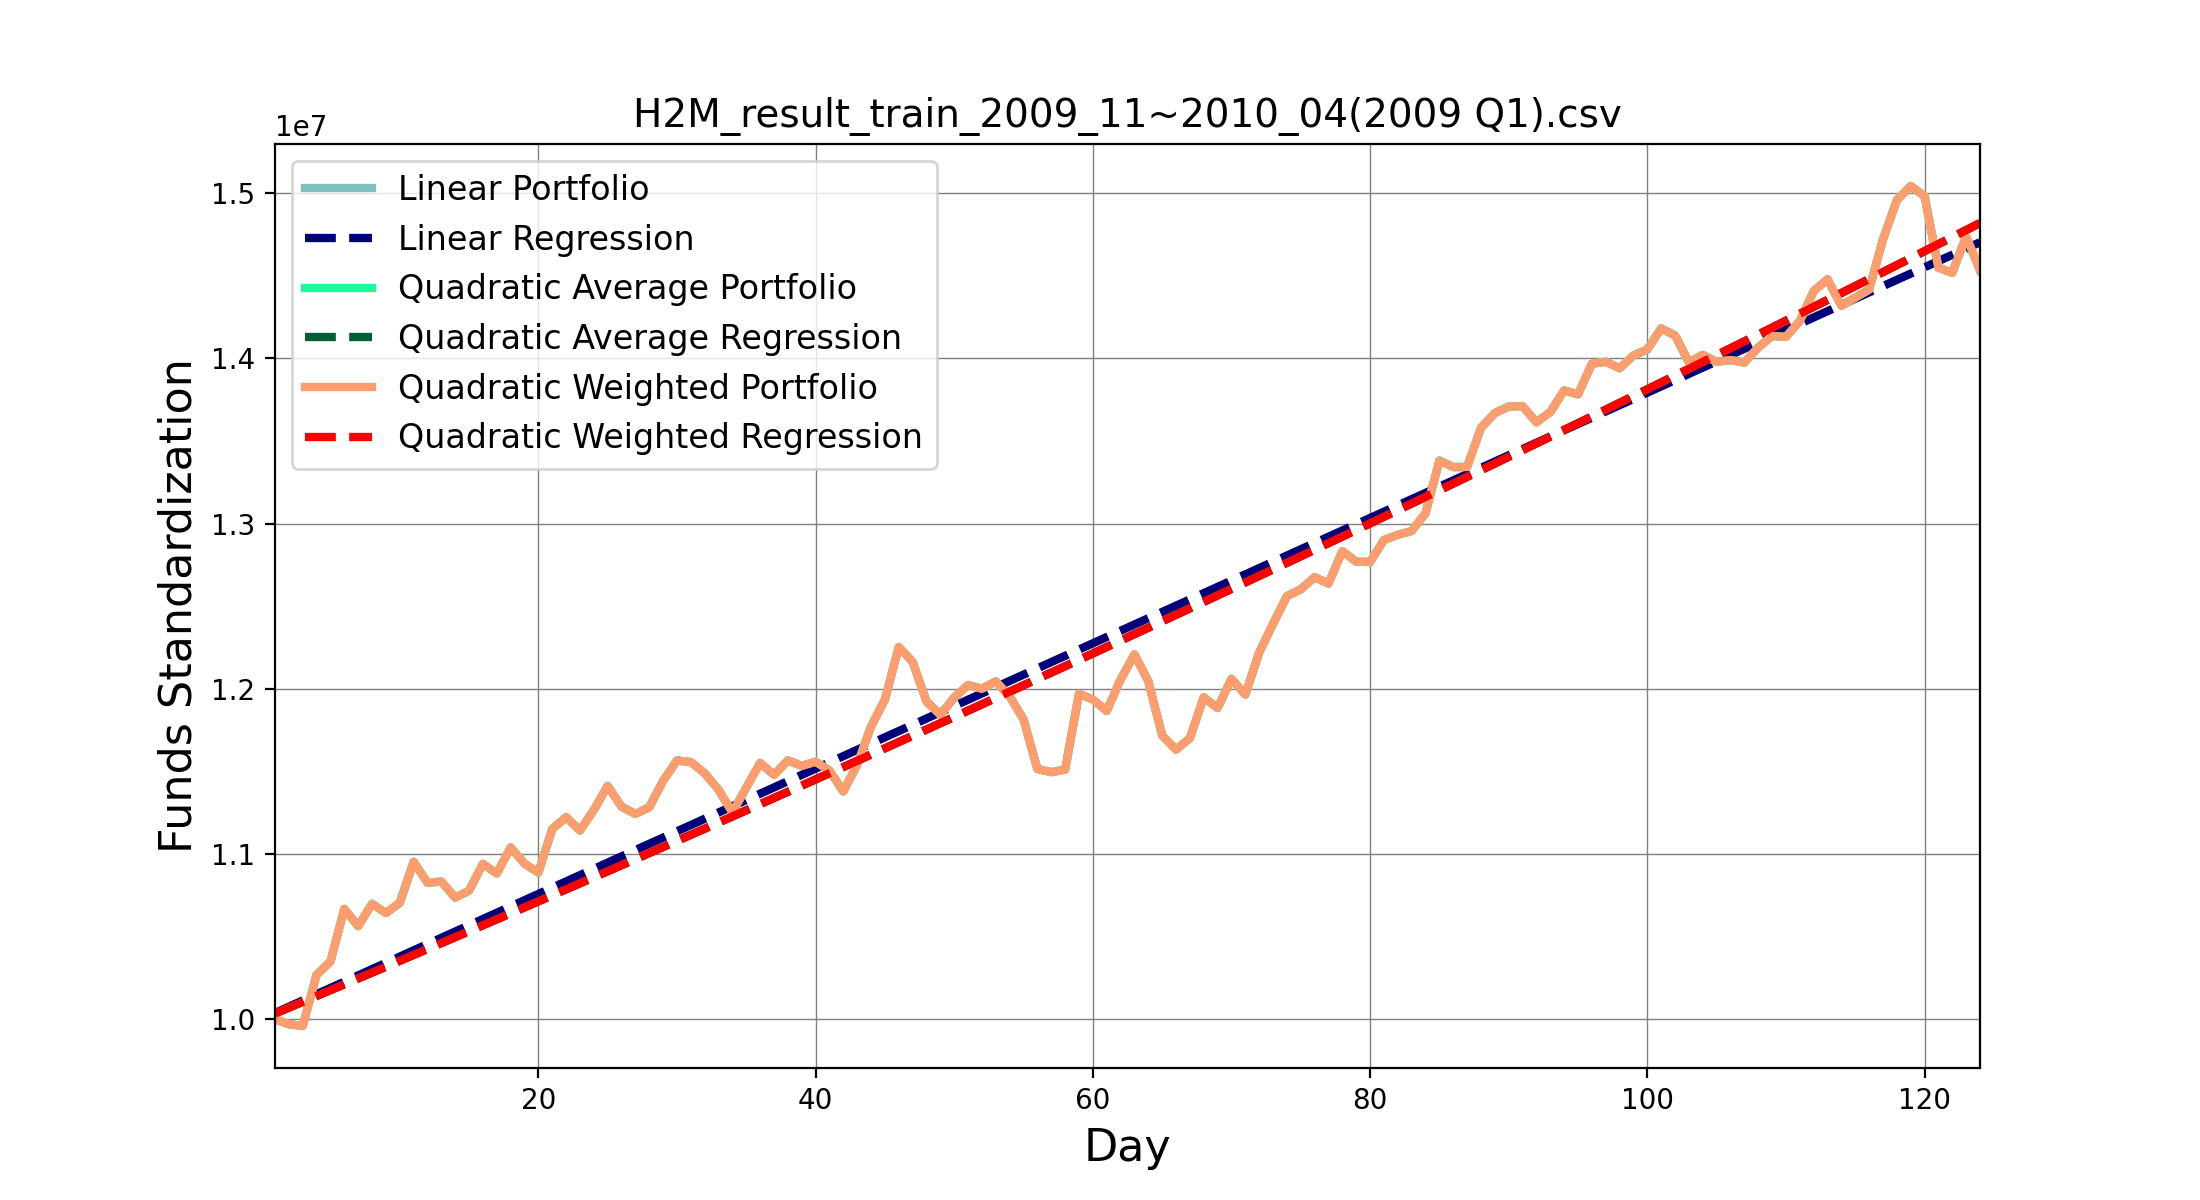 H2M_result_train_2009_11~2010_04(2009 Q1).csv
1e7
Linear Portfolio
Linear Regression
Quadratic Average Portfolio
Quadratic Average Regression
Quadratic Weighted Portfolio
Quadratic Weighted Regression
1.5
1.4
1.3
1.2
1.1
1.0
Funds Standardization
20 40 60 80 100 120
Day